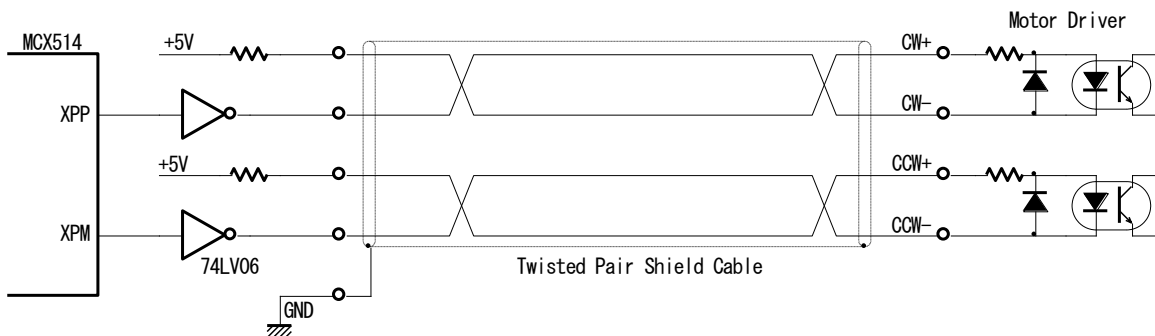 Motor Driver
MCX514
+5V
CW+
XPP
CW-
+5V
CCW+
XPM
CCW-
74LV06
Twisted Pair Shield Cable
GND